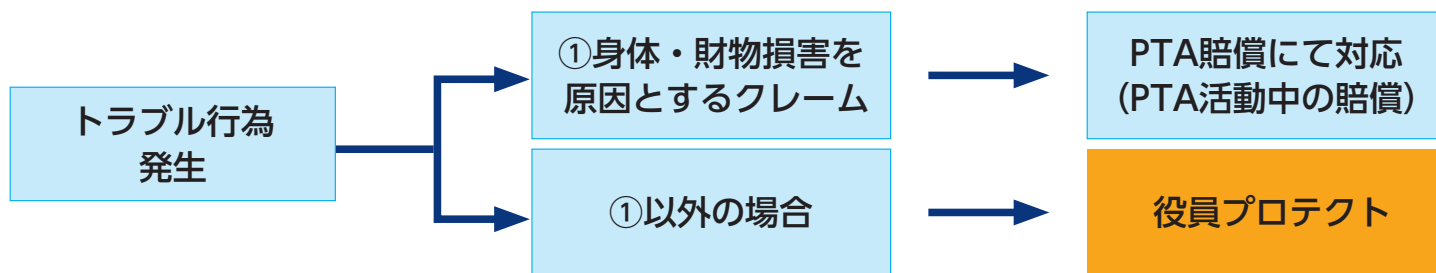 トラブル行為
発生
①身体・財物損害を
原因とするクレーム
PTA賠償にて対応
(PTA活動中の賠償)
①以外の場合
役員プロテクト